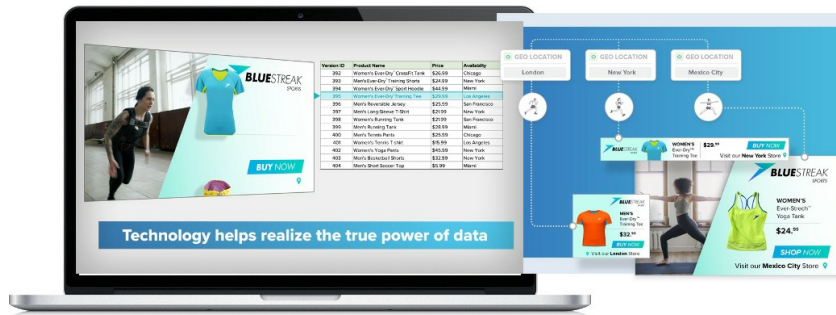 BLUESTREAK
SPORTS
BUY NOW
Version ID Product Name Price Availability
392 Women's Ever-Dry™ CrossFit Tank $26.99 Chicago
393 Men's Ever-Dry™ Training Shorts $24.99 New York
394 Women's Ever-Dry™ Sport Hoodie $44.99 Miami
395 Women's Ever-Dry™ Training Tee $29.99 Los Angeles
396 Men's Reversible Jersey $25.99 San Francisco
397 Men's Long-Sleeve T-Shirt $21.99 New York
398 Women's Running Tank $21.99 San Francisco
399 Men's Running Tank $28.99 Miami
400 Men's Tennis Pants $25.99 Chicago
401 Women's Tennis T-shirt $15.99 Los Angeles
402 Women's Yoga Pants $45.99 New York
403 Men's Basketball Shorts $32.99 New York
404 Men's Short Soccer Top $5.99 Miami
Technology helps realize the true power of data
GEO LOCATION
London
GEO LOCATION
New York
GEO LOCATION
Mexico City
BLUESTREAK
SPORTS
WOMEN'S
Ever-Dry™
Training Tee
$29.99
BUY NOW
Visit our New York Store
BLUESTREAK
SPORTS
MEN'S
Ever-Dry™
Training Tee
$32.99
BUY NOW
Visit our London Store
BLUESTREAK
SPORTS
WOMEN'S
Ever-Strech™
Yoga Tank
$24.99
SHOP NOW
Visit our Mexico City Store